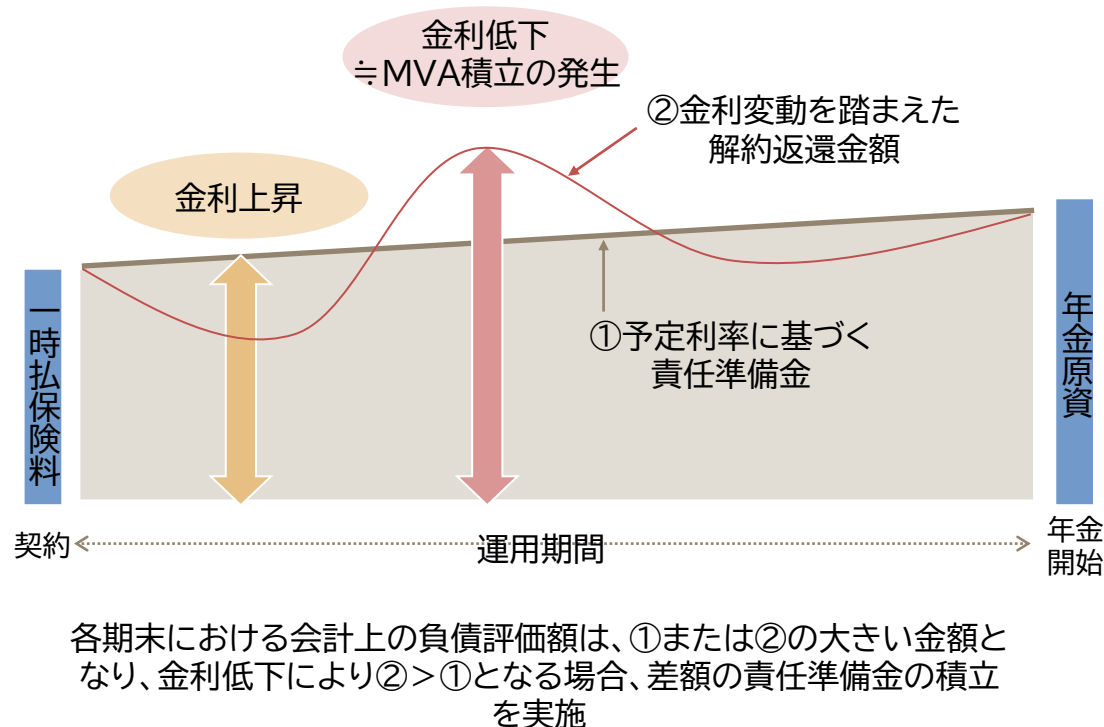 金利低下
≒MVA積立の発生
②金利変動を踏まえた
解約返還金額
金利上昇
一時払保険料
①予定利率に基づく
責任準備金
年金原資
契約
運用期間
年金
開始
各期末における会計上の負債評価額は、①または②の大きい金額と
なり、金利低下により②＞①となる場合、差額の責任準備金の積立
を実施